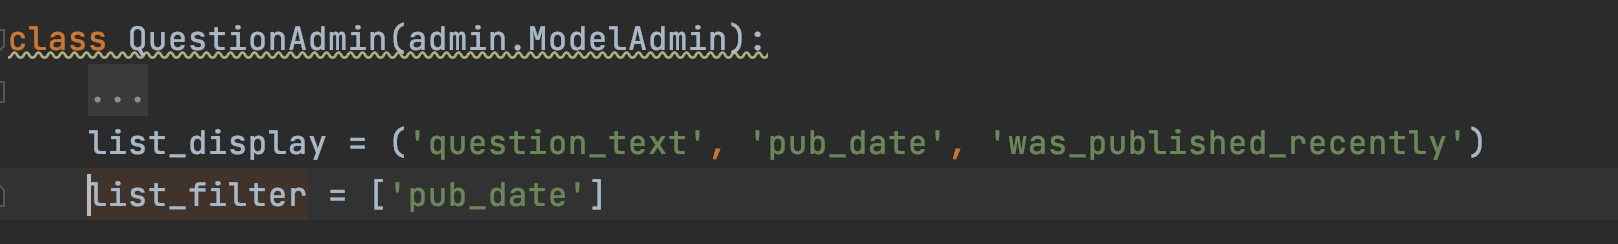 class QuestionAdmin(admin.ModelAdmin):
...
list_display = ('question_text', 'pub_date', 'was_published_recently')
list_filter = ['pub_date']